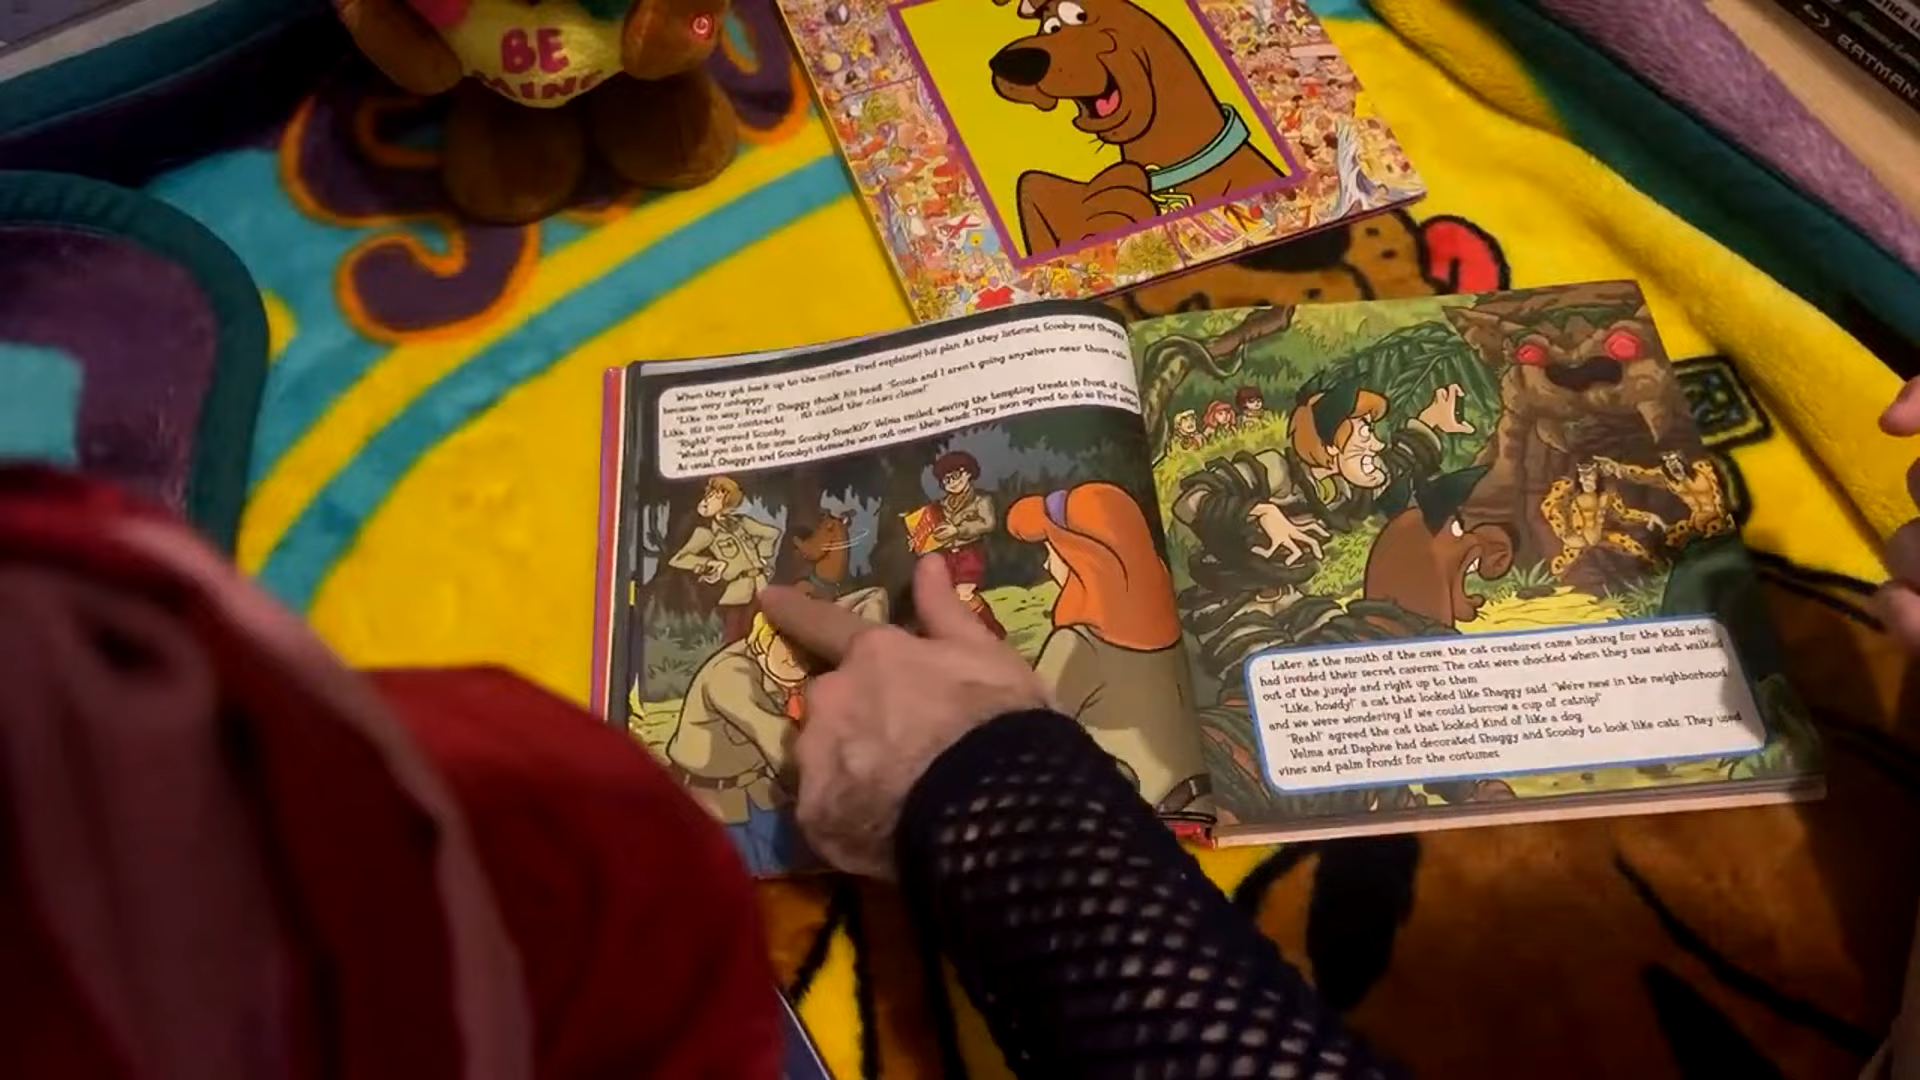 BE
MINE
BATMAN
When they got back up to the surface, Fred explained his plan. As they listened, Scooby and Shaggy
became very unhappy.
"Like, no way, Fred!" Shaggy shook his head. "Scoob and I aren't going anywhere near those cats.
Like, it's in our contracts . . . it's called the claws clause!"
"Right!" agreed Scooby.
"Would you do it for some Scooby Snacks?" Velma smiled, waving the tempting treats in front of them.
As usual, Shaggy's and Scooby's stomachs won out over their heads. They soon agreed to do as Fred asked.
Later, at the mouth of the cave, the cat creatures came looking for the kids who
had invaded their secret caverns. The cats were shocked when they saw what walked
out of the jungle and right up to them.
"Like, howdy!" a cat that looked like Shaggy said. "We're new in the neighborhood,
and we were wondering if we could borrow a cup of catnip!"
"Reah!" agreed the cat that looked kind of like a dog.
Velma and Daphne had decorated Shaggy and Scooby to look like cats. They used
vines and palm fronds for the costumes.